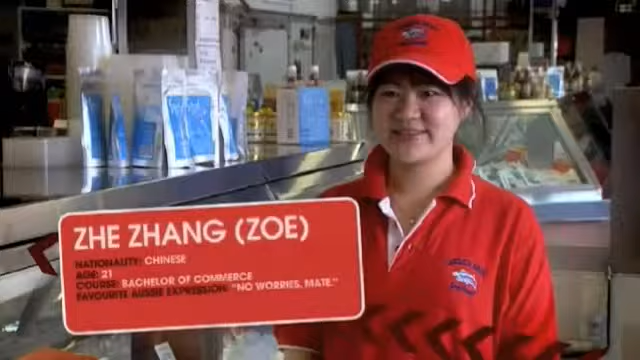 ZHE ZHANG (ZOE)
NATIONALITY: CHINESE
AGE: 21
COURSE: BACHELOR OF COMMERCE
FAVOURITE AUSSIE EXPRESSION: "NO WORRIES, MATE."